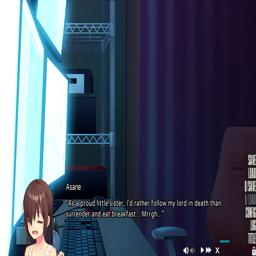 Asane
"As a proud little sister, I'd rather follow my lord in death than
surrender and eat breakfast... Mrrgh..."
X